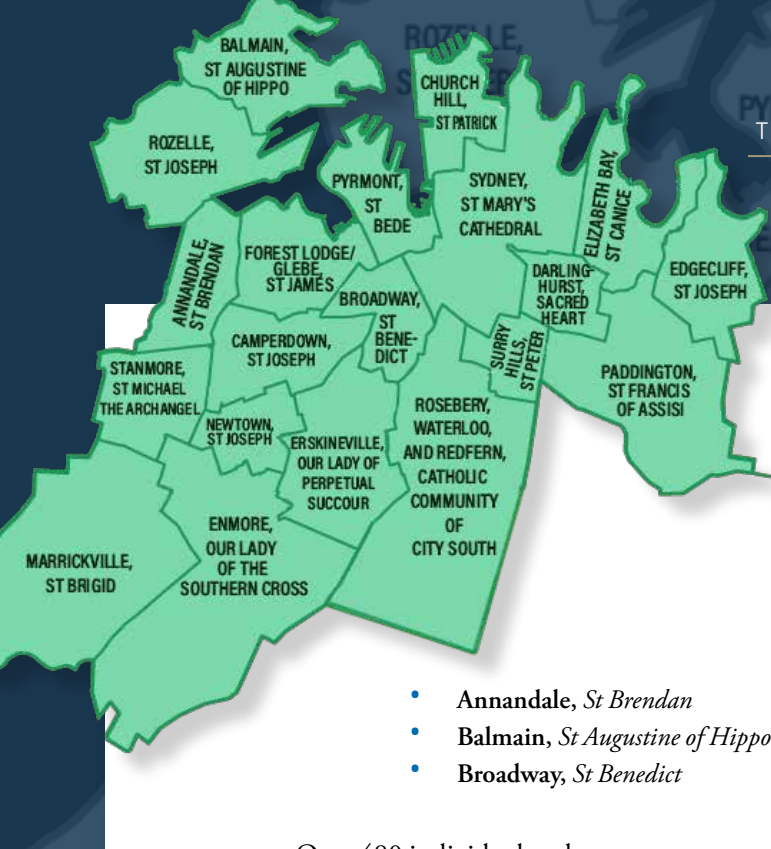 ROZELLE,
BALMAIN,
ST AUGUSTINE
OF HIPPO
CHURCH
HILL,
ST PATRICK
PY
T
ROZELLE,
ST JOSEPH
PYRMONT,
ST
BEDE
SYDNEY,
ST MARY'S
CATHEDRAL
ELIZABETH BAY,
ST CANICE
ANNANDALE,
ST BRENDAN
FOREST LODGE/
GLEBE,
ST JAMES
BROADWAY,
ST
BENE-
DICT
DARLING-
HURST,
SACRED
HEART
EDGECLIFF,
ST JOSEPH
CAMPERDOWN,
ST JOSEPH
SURRY
HILLS,
ST PETER
STANMORE,
ST MICHAEL
THE ARCHANGEL
PADDINGTON,
ST FRANCIS
OF ASSISI
NEWTOWN,
ST JOSEPH
ERSKINEVILLE,
OUR LADY OF
PERPETUAL
SUCCOUR
ROSEBERY,
WATERLOO,
AND REDFERN,
CATHOLIC
COMMUNITY
OF
CITY SOUTH
ENMORE,
OUR LADY
OF THE
SOUTHERN CROSS
MARRICKVILLE,
ST BRIGID
• Annandale, St Brendan
• Balmain, St Augustine of Hippo
• Broadway, St Benedict